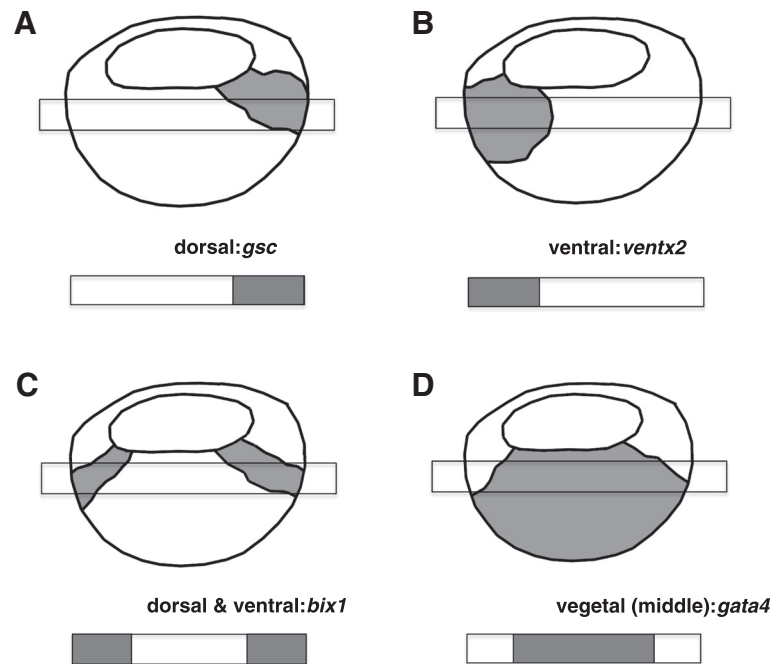 A
B
dorsal:gsc
ventral:ventx2
C
D
dorsal & ventral:bix1
vegetal (middle):gata4